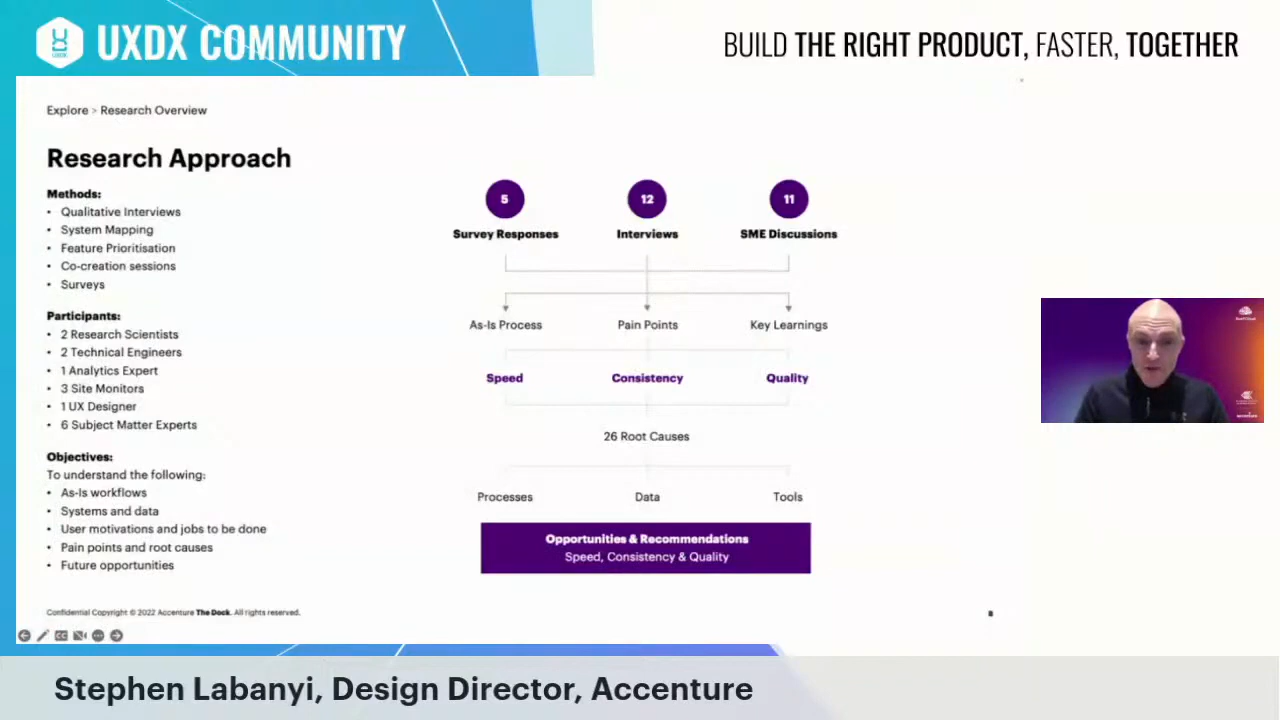 UXDX COMMUNITY
BUILD THE RIGHT PRODUCT, FASTER, TOGETHER
Explore > Research Overview
Research Approach
Methods:
• Qualitative Interviews
• System Mapping
• Feature Prioritisation
• Co-creation sessions
• Surveys
Participants:
• 2 Research Scientists
• 2 Technical Engineers
• 1 Analytics Expert
• 3 Site Monitors
• 1 UX Designer
• 6 Subject Matter Experts
Objectives:
To understand the following:
• As-Is workflows
• Systems and data
• User motivations and jobs to be done
• Pain points and root causes
• Future opportunities
5 12 11
Survey Responses Interviews SME Discussions
As-Is Process Pain Points Key Learnings
Speed Consistency Quality
26 Root Causes
Processes Data Tools
Opportunities & Recommendations
Speed, Consistency & Quality
Confidential Copyright © 2022 Accenture The Dock. All rights reserved.
8
Stephen Labanyi, Design Director, Accenture